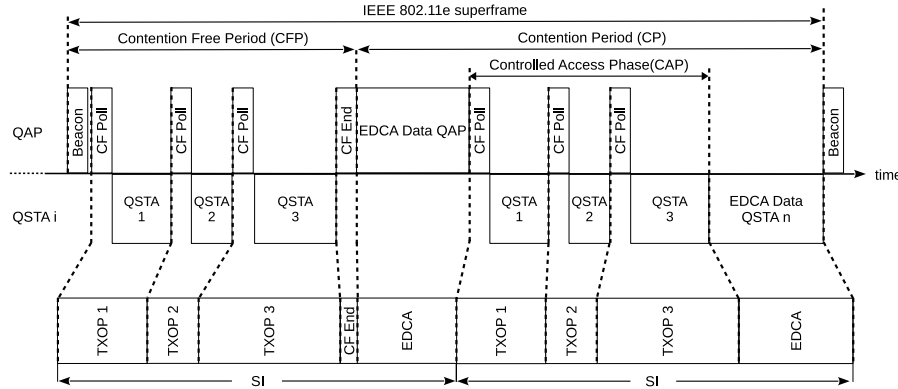 IEEE 802.11e superframe
Contention Free Period (CFP)
Contention Period (CP)
Controlled Access Phase(CAP)
QAP
Beacon
CF Poll
CF Poll
CF Poll
CF End
EDCA Data QAP
CF Poll
CF Poll
CF Poll
Beacon
time
QSTA i
QSTA
1
QSTA
2
QSTA
3
QSTA
1
QSTA
2
QSTA
3
EDCA Data
QSTA n
TXOP 1
TXOP 2
TXOP 3
CF End
EDCA
TXOP 1
TXOP 2
TXOP 3
EDCA
SI
SI